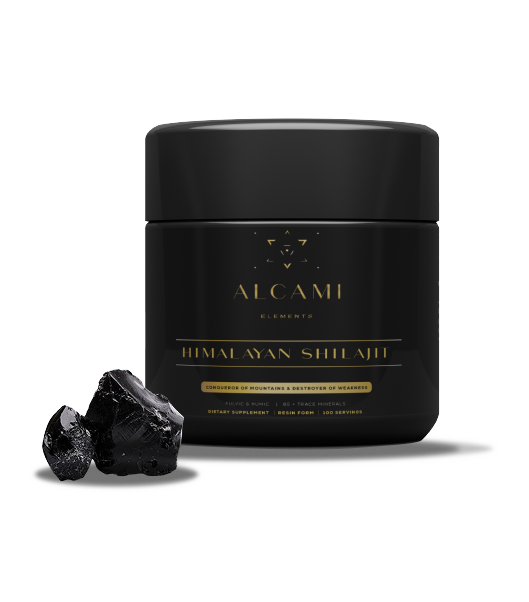 ALCAMI
ELEMENTS
HIMALAYAN SHILAJIT
CONQUEROR OF MOUNTAINS & DESTROYER OF WEAKNESS
FULVIC & HUMIC | 85 + TRACE MINERALS
DIETARY SUPPLEMENT | RESIN FORM | 100 SERVINGS